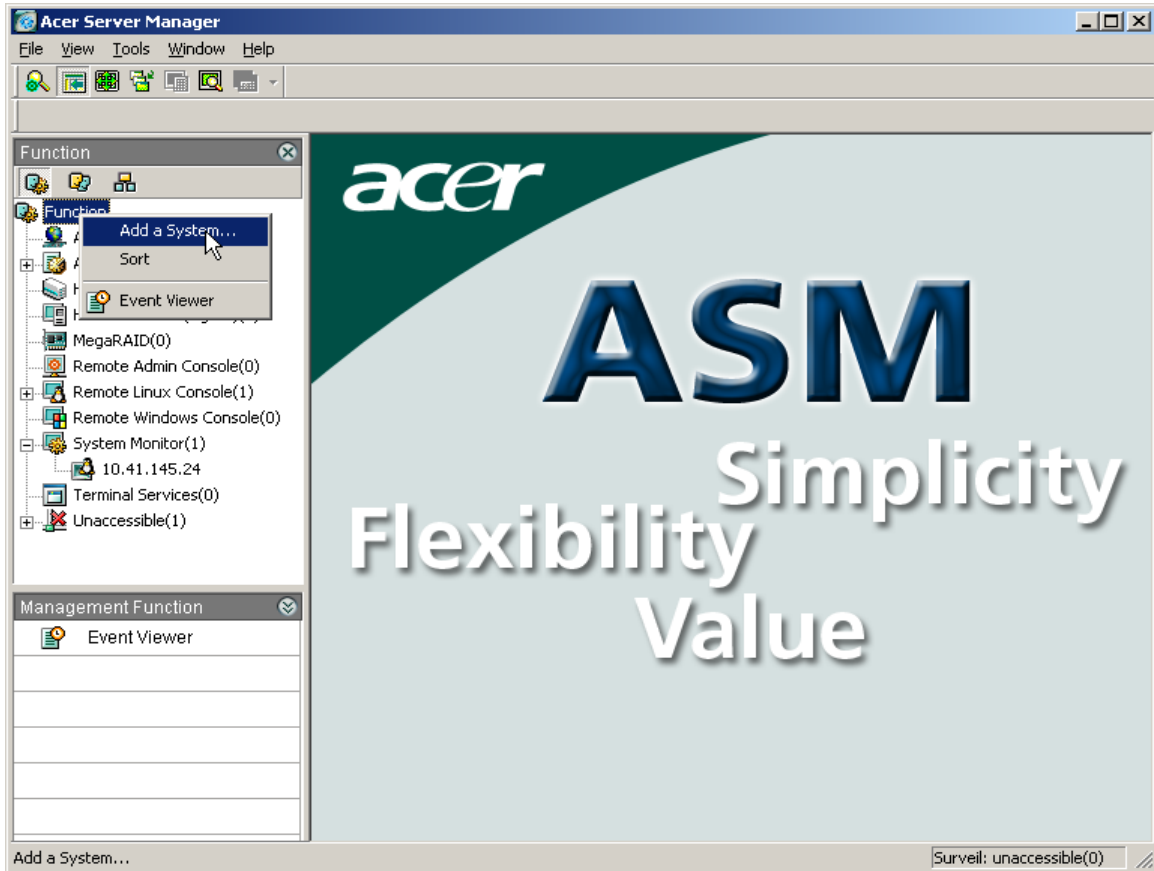 Acer Server Manager
File View Tools Window Help
Function
Function
Add a System...
Sort
Event Viewer
MegaRAID(0)
Remote Admin Console(0)
Remote Linux Console(1)
Remote Windows Console(0)
System Monitor(1)
10.41.145.24
Terminal Services(0)
Unaccessible(1)
Management Function
Event Viewer
acer
ASM
Simplicity
Flexibility
Value
Add a System...
Surveil: unaccessible(0)